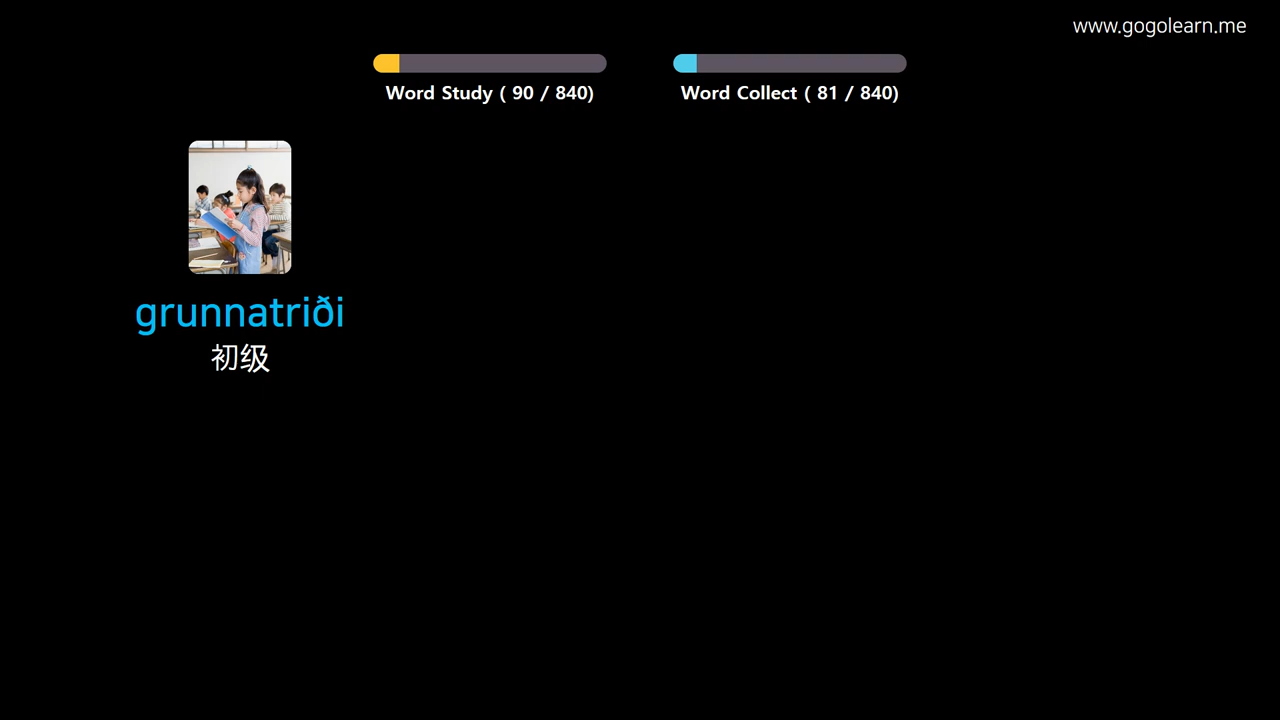 www.gogolearn.me
Word Study ( 90 / 840)
Word Collect ( 81 / 840)
grunnatriði
初级